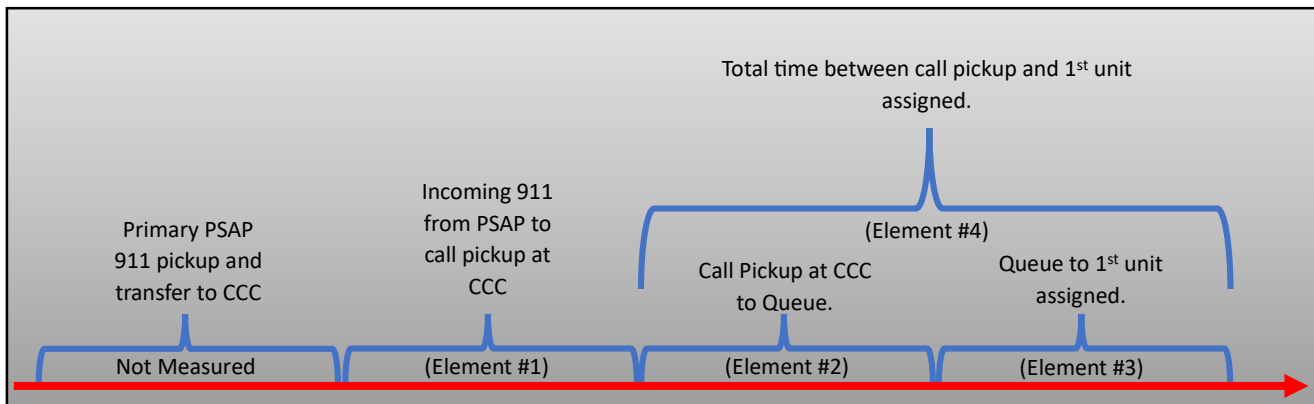 Total time between call pickup and 1st unit
assigned.
Primary PSAP
911 pickup and
transfer to CCC
Incoming 911
from PSAP to
call pickup at
CCC
(Element #4)
Call Pickup at CCC
to Queue.
Queue to 1st unit
assigned.
Not Measured
(Element #1)
(Element #2)
(Element #3)